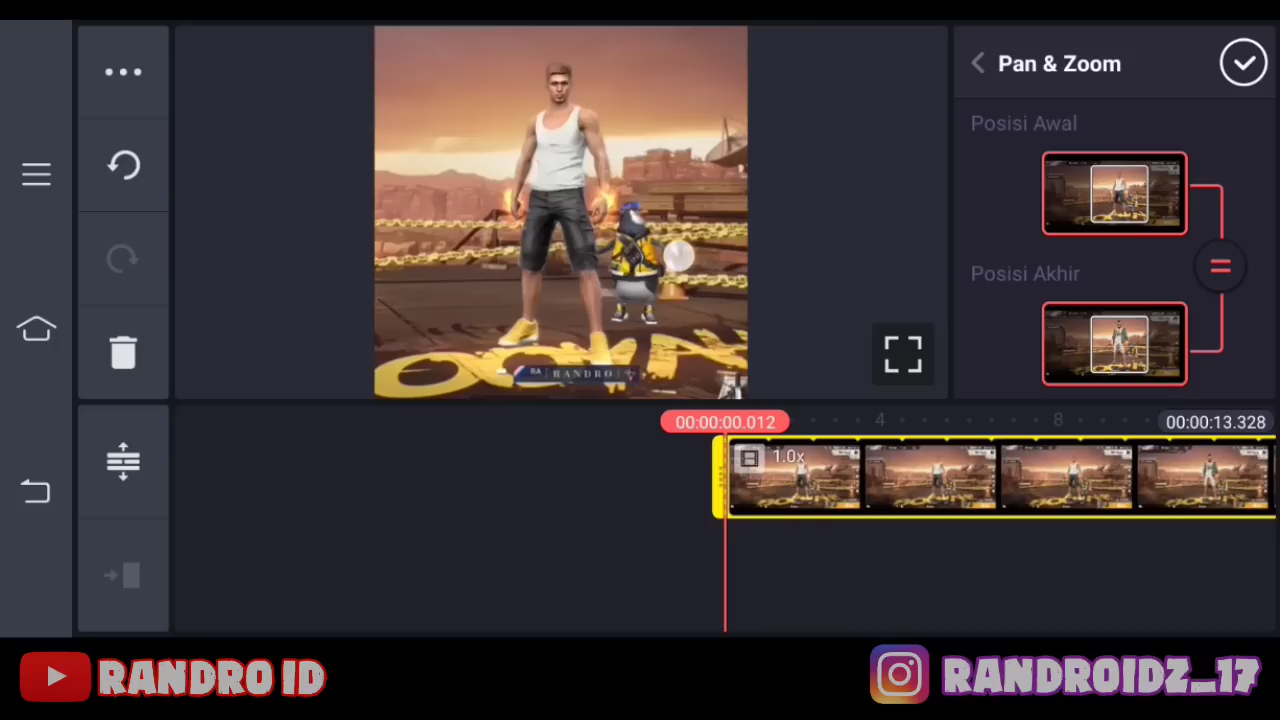 Pan & Zoom
Posisi Awal
Posisi Akhir
RA RANDRO
00:00:00.012
4
8
00:00:13.328
1.0x
RANDRO ID
RANDROIDZ_17